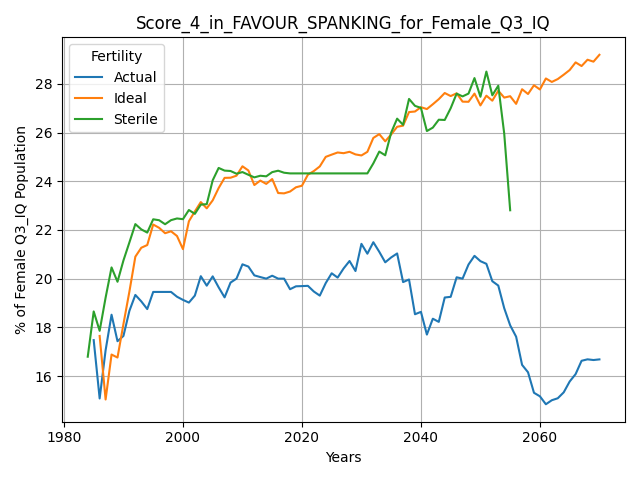 Score_4_in_FAVOUR_SPANKING_for_Female_Q3_IQ
Fertility
Actual
Ideal
Sterile
% of Female Q3_IQ Population
28
26
24
22
20
18
16
1980
2000
2020
2040
2060
Years